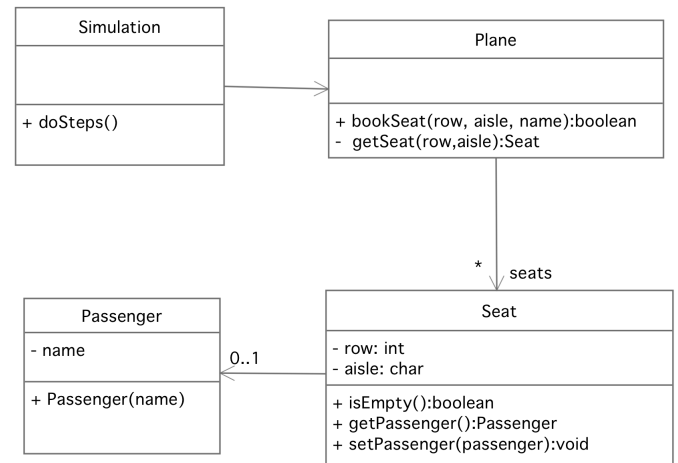 Simulation
+ doSteps()
Plane
+ bookSeat(row, aisle, name):boolean
- getSeat(row,aisle):Seat
* seats
Passenger
- name
+ Passenger(name)
0..1
Seat
- row: int
- aisle: char
+ isEmpty():boolean
+ getPassenger():Passenger
+ setPassenger(passenger):void